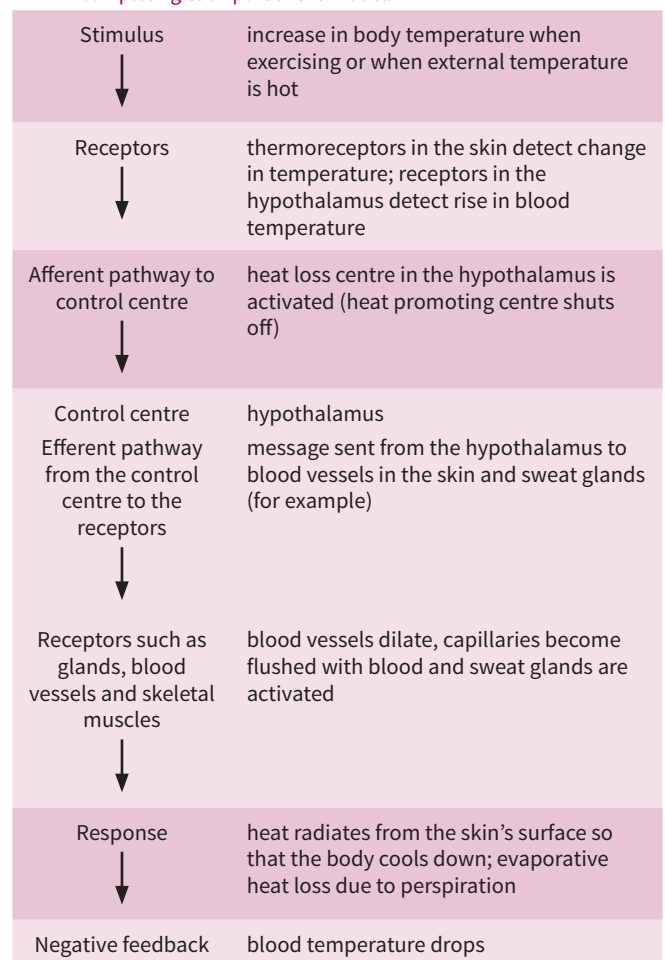 Stimulus
increase in body temperature when
exercising or when external temperature
is hot
Receptors
thermoreceptors in the skin detect change
in temperature; receptors in the
hypothalamus detect rise in blood
temperature
Afferent pathway to
control centre
heat loss centre in the hypothalamus is
activated (heat promoting centre shuts
off)
Control centre
hypothalamus
Efferent pathway
from the control
centre to the
receptors
message sent from the hypothalamus to
blood vessels in the skin and sweat glands
(for example)
Receptors such as
glands, blood
vessels and skeletal
muscles
blood vessels dilate, capillaries become
flushed with blood and sweat glands are
activated
Response
heat radiates from the skin's surface so
that the body cools down; evaporative
heat loss due to perspiration
Negative feedback
blood temperature drops